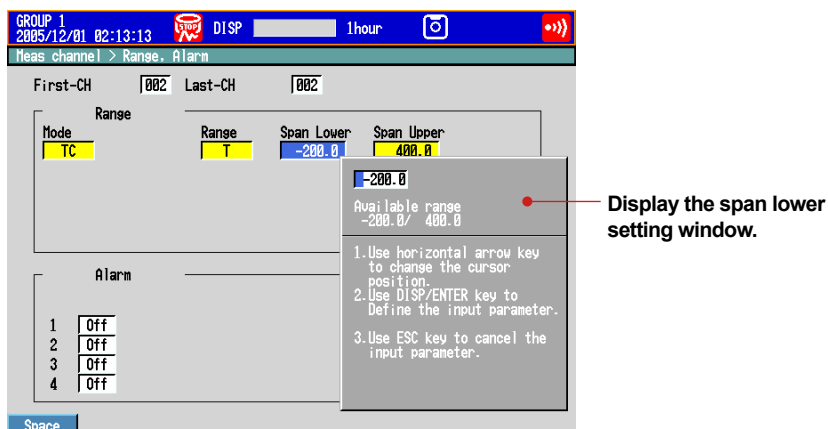 GROUP 1
2005/12/01 02:13:13 STOP DISP 1hour
Meas channel > Range, Alarm
First-CH 002 Last-CH 002
Range
Mode Range Span Lower Span Upper
TC T -200.0 400.0
-200.0
Available range
-200.0/ 400.0
Display the span lower
setting window.
1.Use horizontal arrow key
to change the cursor
position.
2.Use DISP/ENTER key to
Define the input parameter.
3.Use ESC key to cancel the
input parameter.
Alarm
1 Off
2 Off
3 Off
4 Off
Space